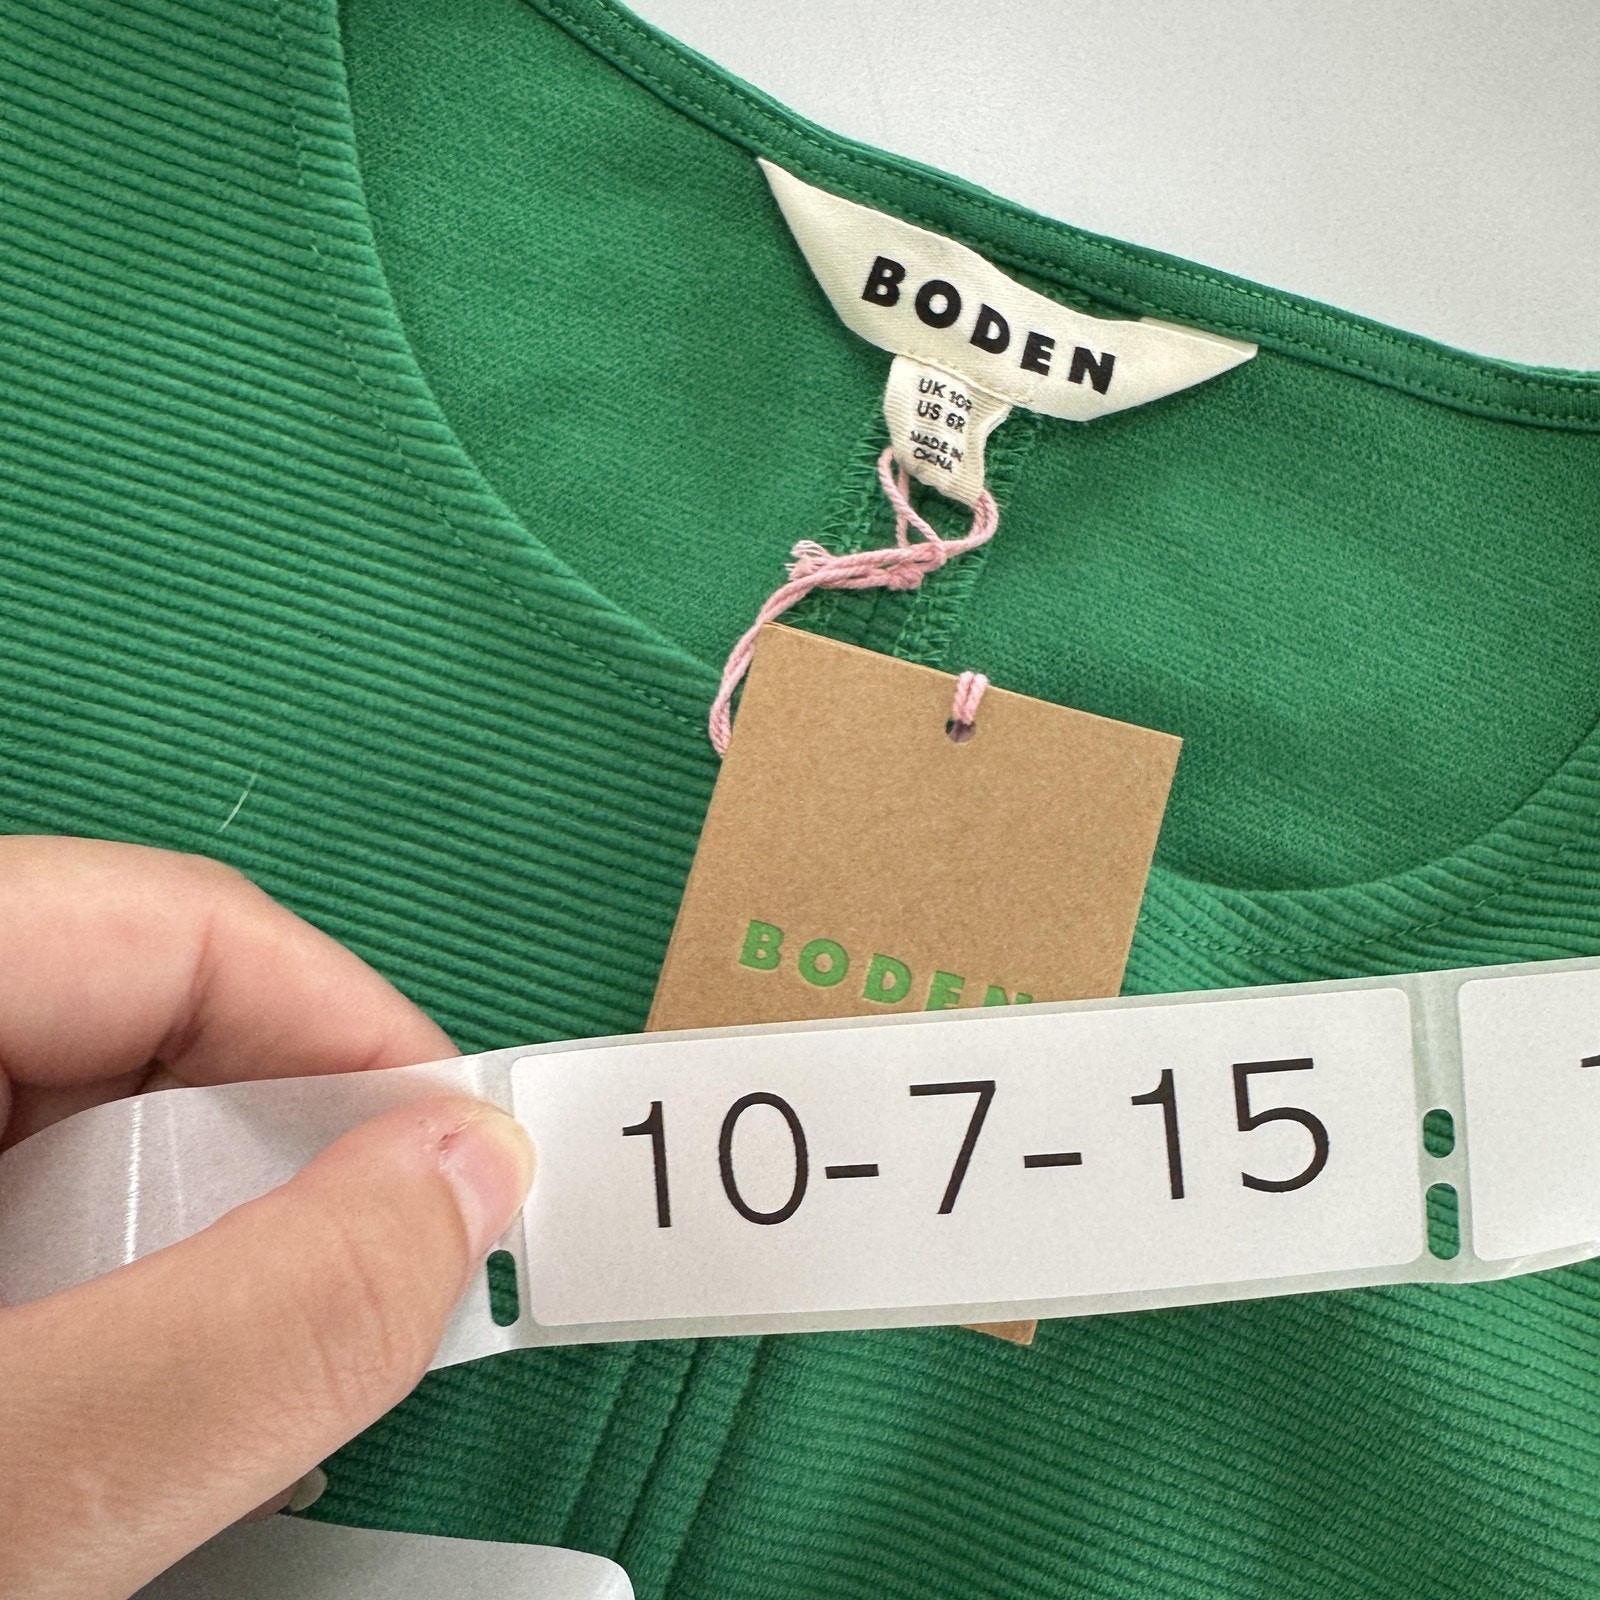 BODEN
UK 10R
US 6R
MADE IN
CHINA
BODEN
10-7-15